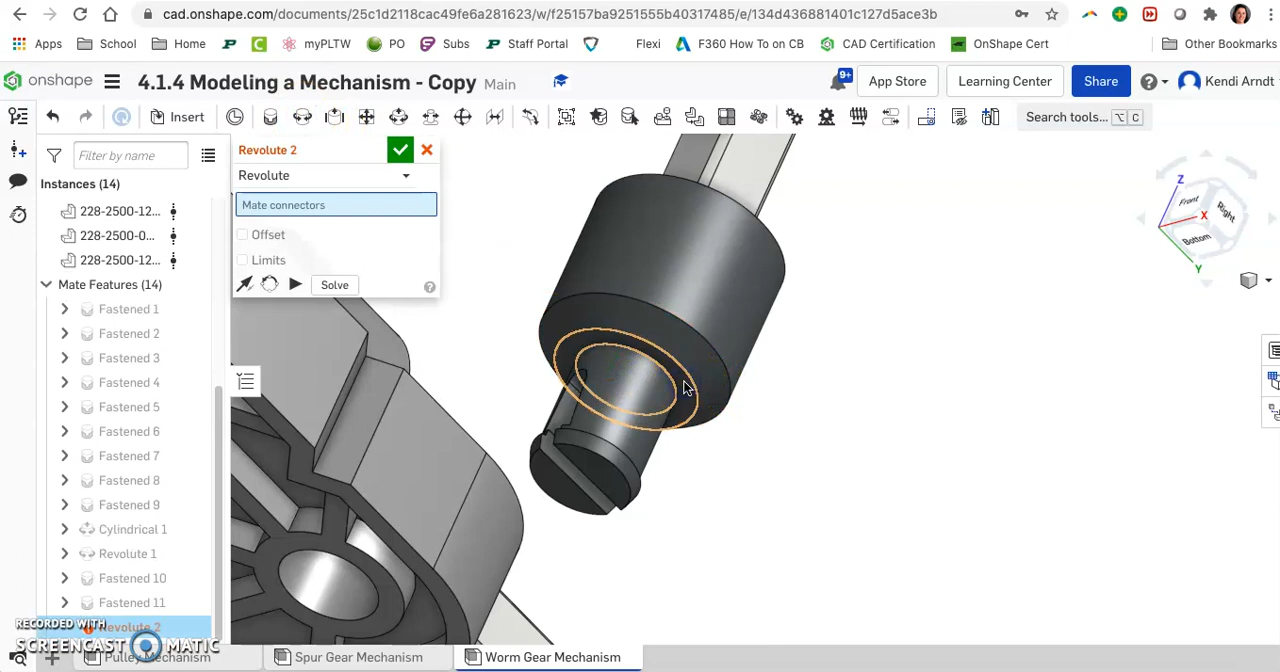 cad.onshape.com/documents/25c1d2118eac49fe6a281623/w/f25157ba9251555b40317485/e/134d436881401c127d5ace3b
Apps School Home myPLTW PO Subs Staff Portal Flexi F360 How To on CB CAD Certification OnShape Cert Other Bookmarks
onshape 4.1.4 Modeling a Mechanism - Copy Main 9+ App Store Learning Center Share Kendi Arndt
Insert Search tools... ⌥ C
Filter by name
Instances (14)
228-2500-12...
228-2500-0...
228-2500-12...
Mate Features (14)
Fastened 1
Fastened 2
Fastened 3
Fastened 4
Fastened 5
Fastened 6
Fastened 7
Fastened 8
Fastened 9
Cylindrical 1
Revolute 1
Fastened 10
Fastened 11
Revolute 2
Revolute 2
Revolute
Mate connectors
Offset
Limits
Solve
Z
Front
Right
X
Bottom
Y
RECORDED WITH
SCREENCAST MATIC
Pulley Mechanism Spur Gear Mechanism Worm Gear Mechanism